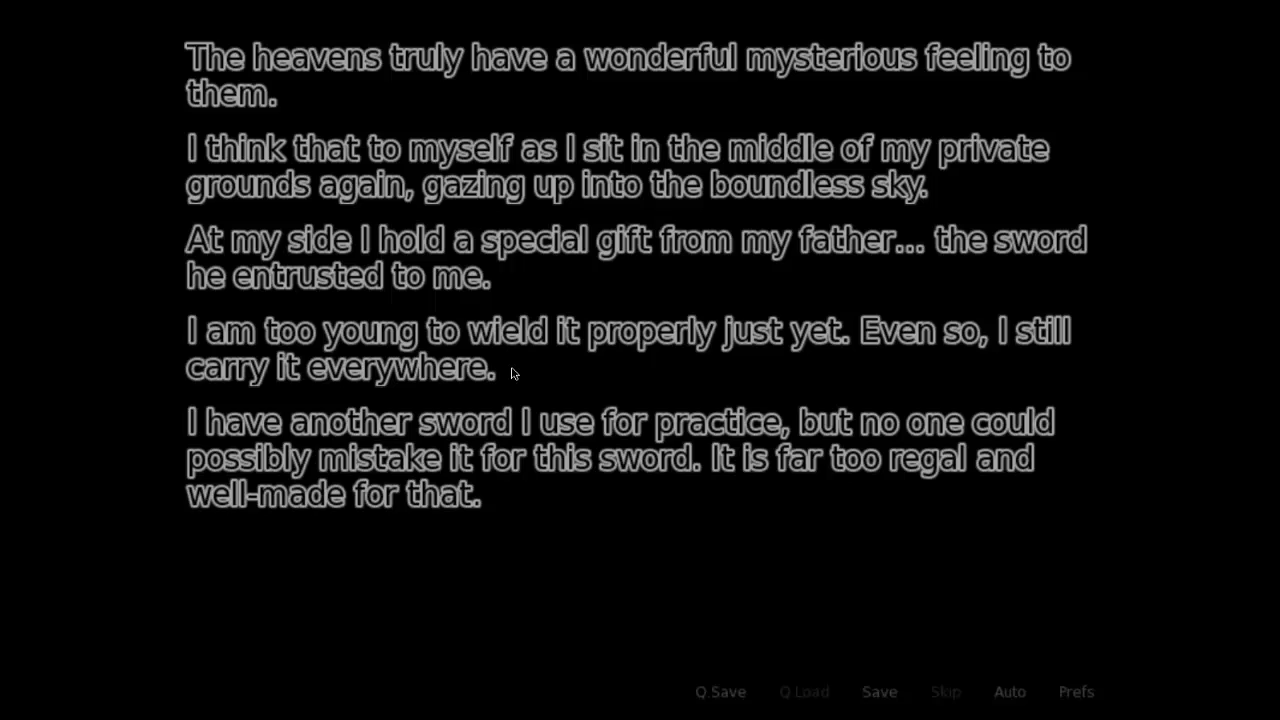 The heavens truly have a wonderful mysterious feeling to
them.
I think that to myself as I sit in the middle of my private
grounds again, gazing up into the boundless sky.
At my side I hold a special gift from my father... the sword
he entrusted to me.
I am too young to wield it properly just yet. Even so, I still
carry it everywhere.
I have another sword I use for practice, but no one could
possibly mistake it for this sword. It is far too regal and
well-made for that.
Q.Save Q.Load Save Skip Auto Prefs